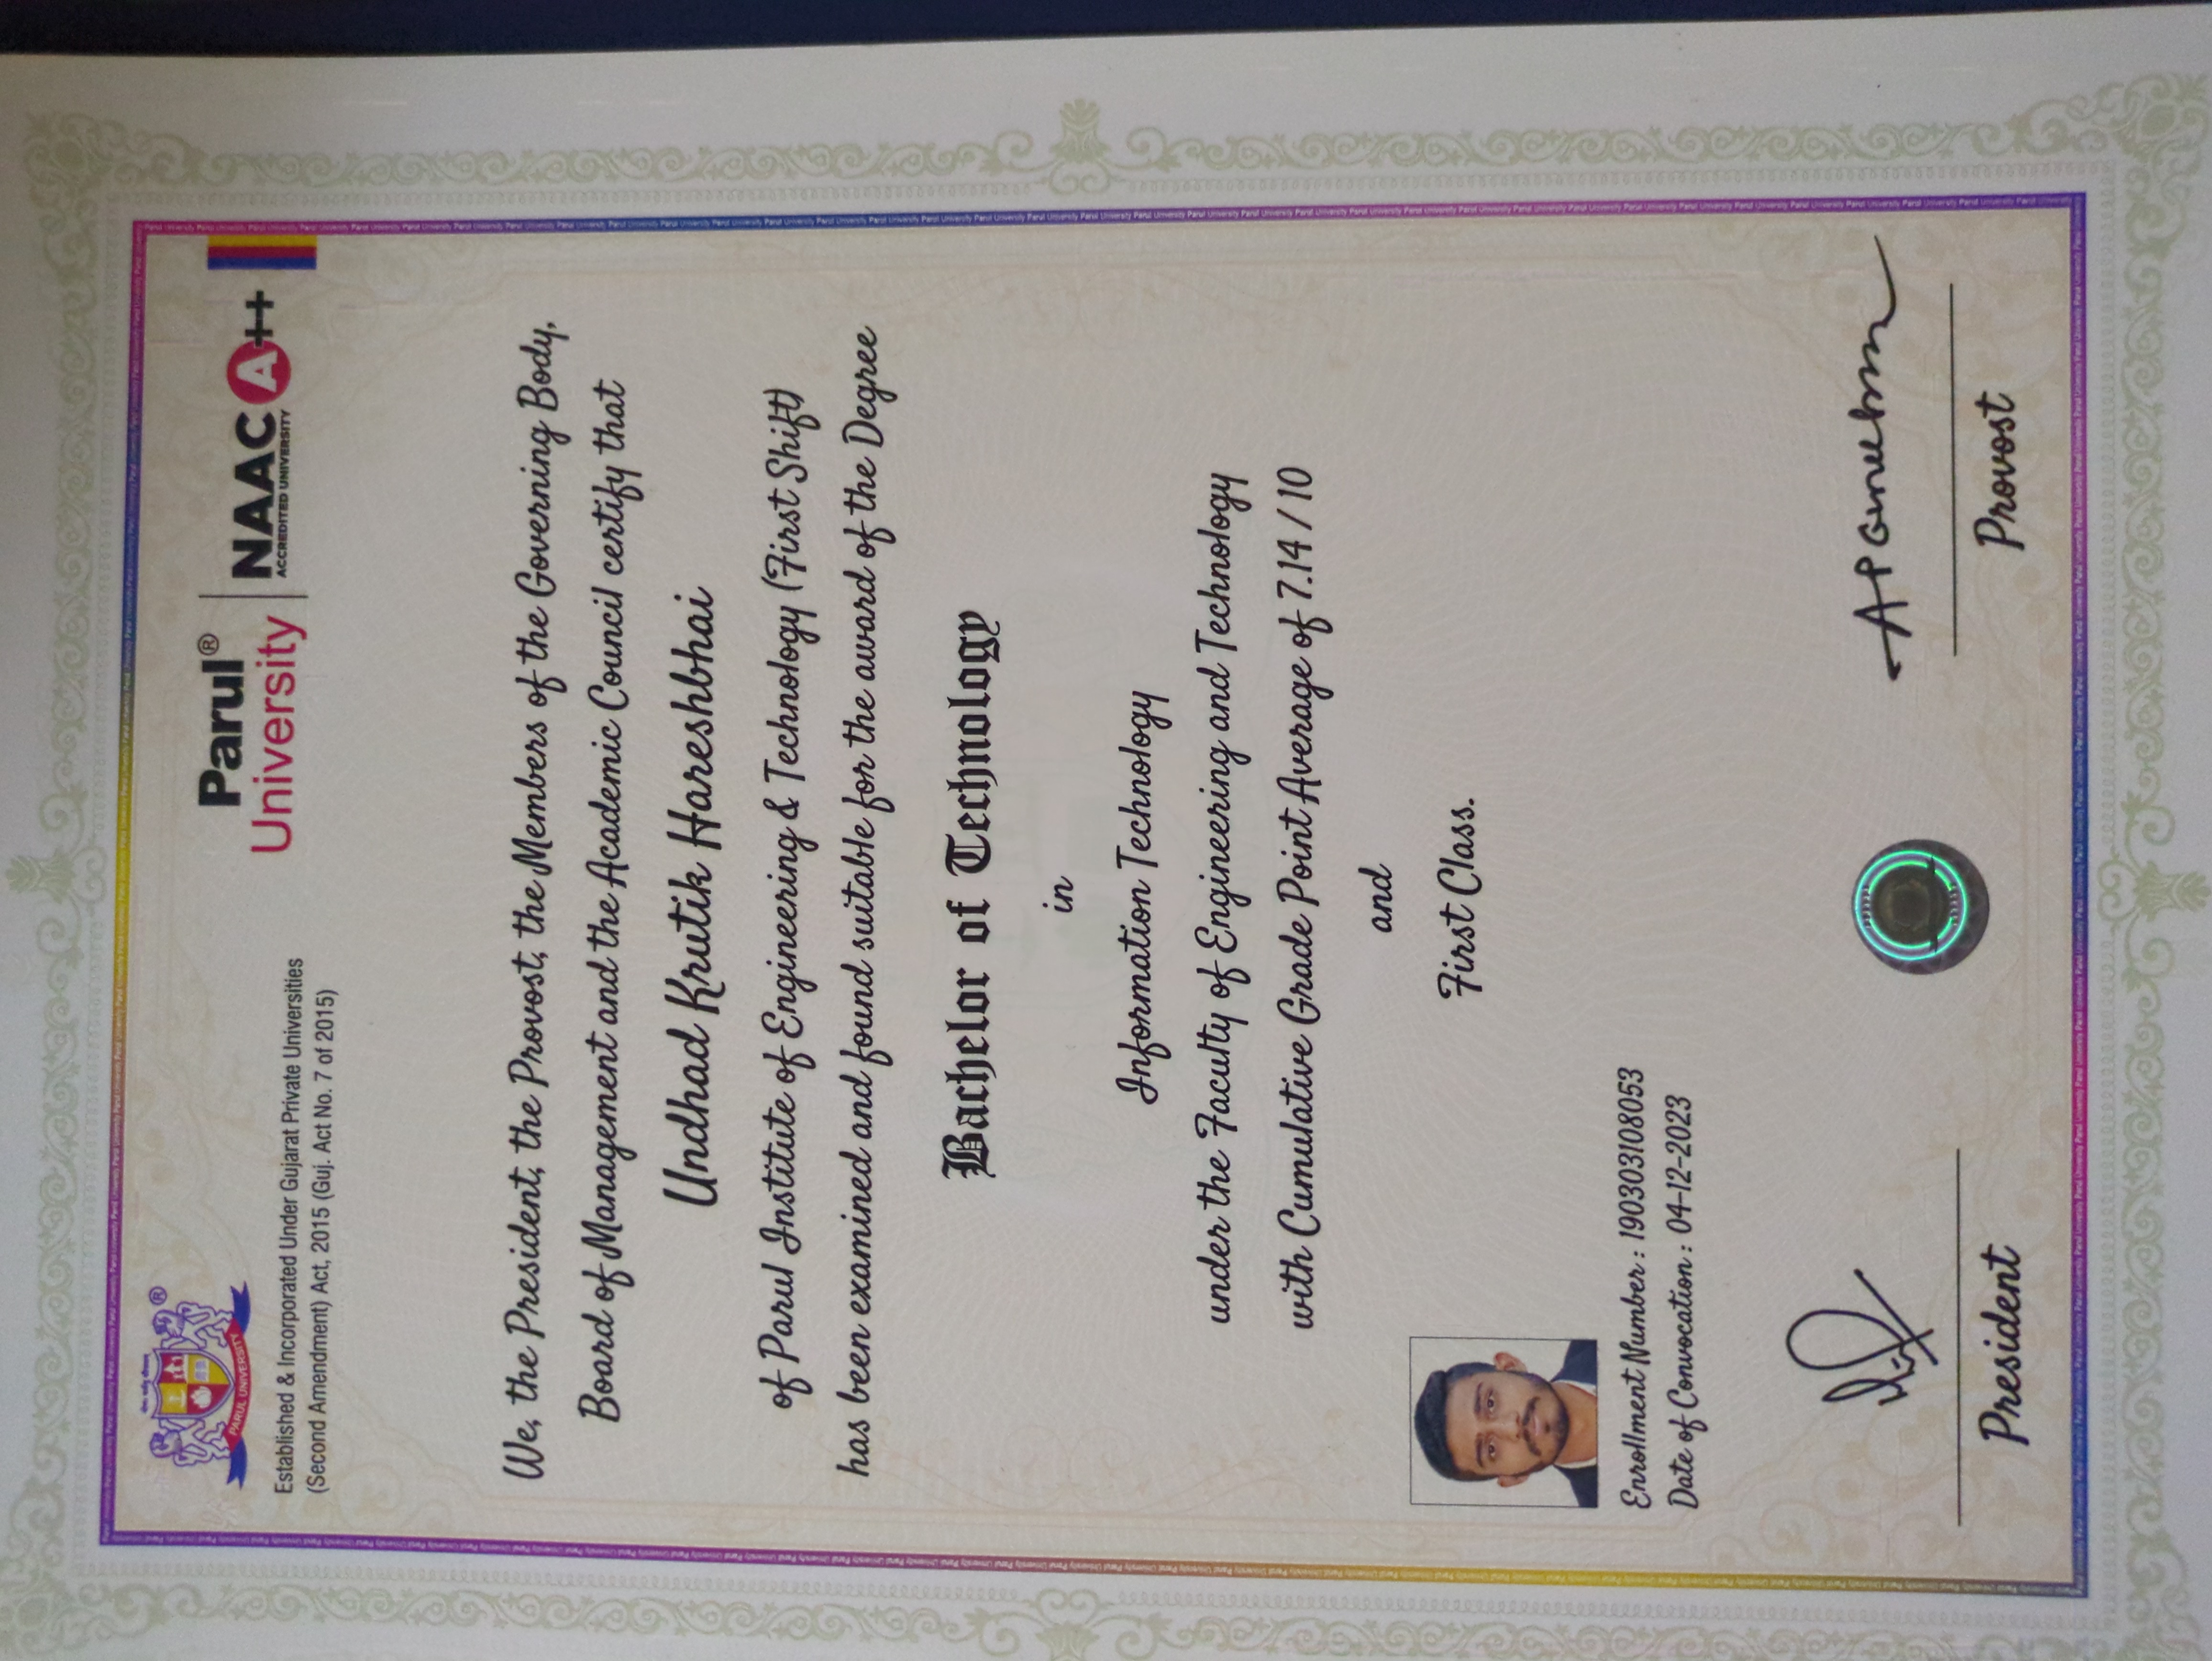 PARUL UNIVERSITY
®
Established & Incorporated Under Gujarat Private Universities
(Second Amendment) Act, 2015 (Guj. Act No. 7 of 2015)
Parul®
University
NAAC A++
ACCREDITED UNIVERSITY
We, the President, the Provost, the Members of the Governing Body,
Board of Management and the Academic Council certify that
Undhad Krutik Hareshbhai
of Parul Institute of Engineering & Technology (First Shift)
has been examined and found suitable for the award of the Degree
Bachelor of Technology
in
Information Technology
under the Faculty of Engineering and Technology
with Cumulative Grade Point Average of 7.14 / 10
and
First Class.
Enrollment Number : 190303108053
Date of Convocation : 04-12-2023
President
Provost